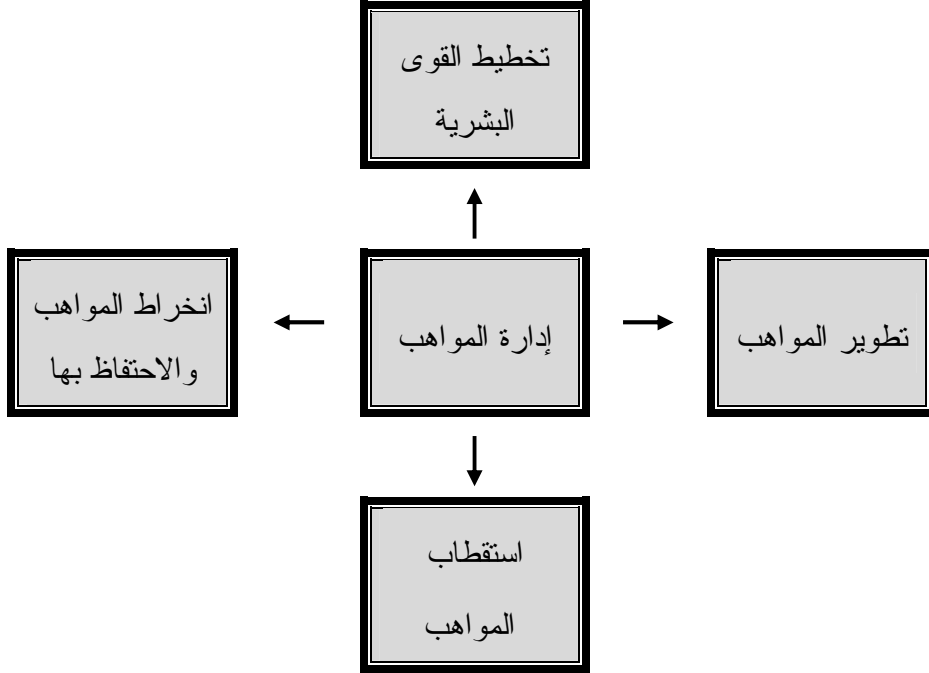 تخطيط القوى
البشرية
تطوير المواهب
إدارة المواهب
انخراط المواهب
والاحتفاظ بها
استقطاب
المواهب